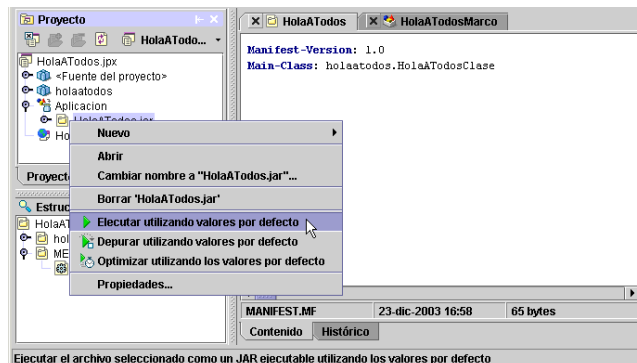 Proyecto
HolaATodo...
HolaATodos.jpx
<Fuente del proyecto>
holaatodos
Aplicacion
HolaATodos.jar
Ho
Proyect
Estruc
HolaAT
hol
ME
HolaATodos
HolaATodosMarco
Manifest-Version: 1.0
Main-Class: holaatodos.HolaATodosClase
Nuevo
Abrir
Cambiar nombre a "HolaATodos.jar"...
Borrar 'HolaATodos.jar'
Ejecutar utilizando valores por defecto
Depurar utilizando valores por defecto
Optimizar utilizando los valores por defecto
Propiedades...
MANIFEST.MF 23-dic-2003 16:58 65 bytes
Contenido Histórico
Ejecutar el archivo seleccionado como un JAR ejecutable utilizando los valores por defecto